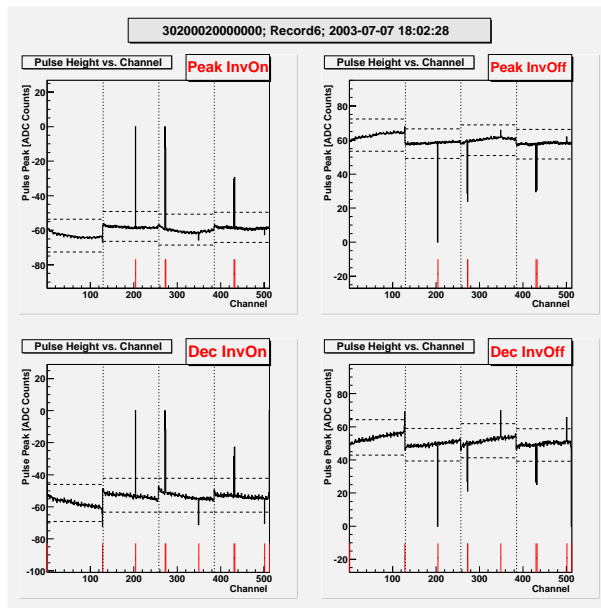 30200020000000; Record6; 2003-07-07 18:02:28
Pulse Height vs. Channel
Peak InvOn
Pulse Peak [ADC Counts]
20
0
-20
-40
-60
-80
100 200 300 400 500
Channel
Pulse Height vs. Channel
Peak InvOff
Pulse Peak [ADC Counts]
80
60
40
20
0
-20
100 200 300 400 500
Channel
Pulse Height vs. Channel
Dec InvOn
Pulse Peak [ADC Counts]
20
0
-20
-40
-60
-80
-100
100 200 300 400 500
Channel
Pulse Height vs. Channel
Dec InvOff
Pulse Peak [ADC Counts]
80
60
40
20
0
-20
100 200 300 400 500
Channel